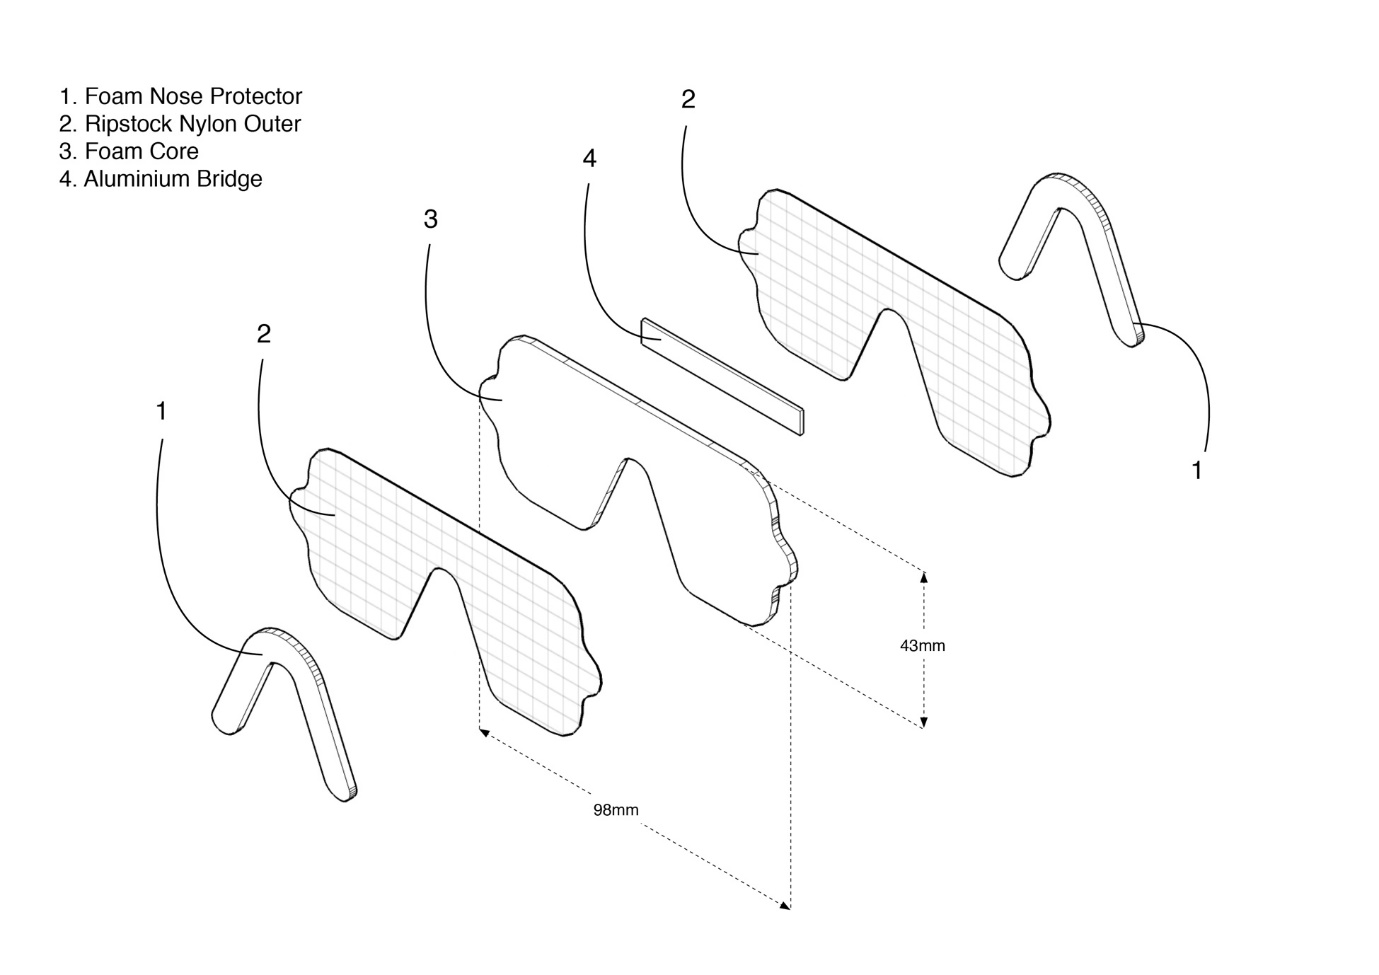 1. Foam Nose Protector
2. Ripstock Nylon Outer
3. Foam Core
4. Aluminium Bridge
2
4
3
2
1
1
43mm
98mm